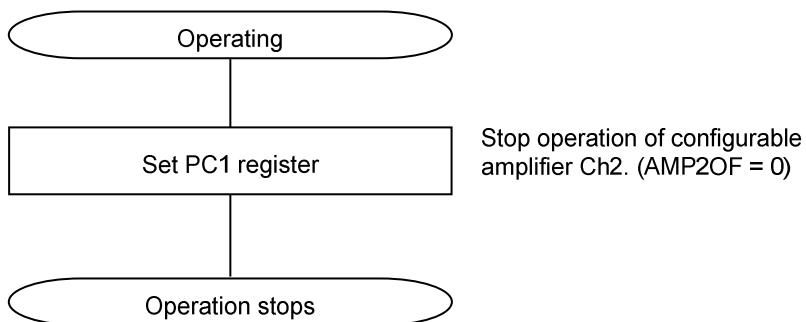 Operating
Set PC1 register
Stop operation of configurable
amplifier Ch2. (AMP2OF = 0)
Operation stops